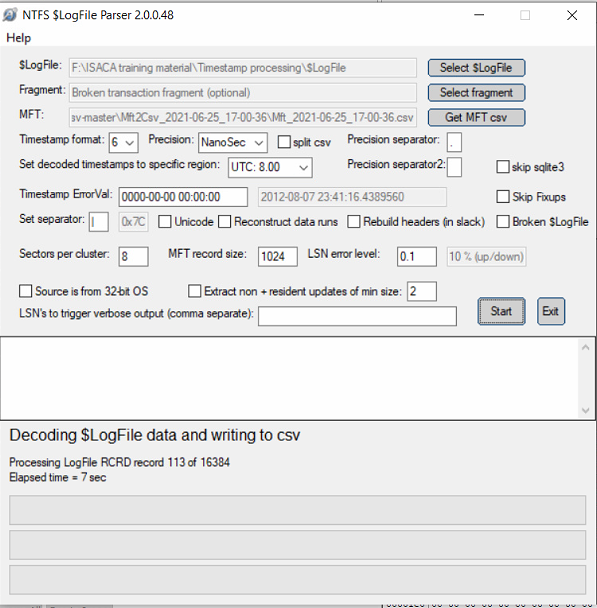 NTFS $LogFile Parser 2.0.0.48
Help
$LogFile: F:\ISACA training material\Timestamp processing\$LogFile Select $LogFile
Fragment: Broken transaction fragment (optional) Select fragment
MFT: sv-master\Mft2Csv_2021-06-25_17-00-36\Mft_2021-06-25_17-00-36.csv Get MFT csv
Timestamp format: 6 Precision: NanoSec split csv Precision separator: .
Set decoded timestamps to specific region: UTC: 8.00 Precision separator2: skip sqlite3
Timestamp ErrorVal: 0000-00-00 00:00:00 2012-08-07 23:41:16.4389560 Skip Fixups
Set separator: | 0x7C Unicode Reconstruct data runs Rebuild headers (in slack) Broken $LogFile
Sectors per cluster: 8 MFT record size: 1024 LSN error level: 0.1 10 % (up/down)
Source is from 32-bit OS Extract non + resident updates of min size: 2
LSN's to trigger verbose output (comma separate): Start Exit
Decoding $LogFile data and writing to csv
Processing LogFile RCRD record 113 of 16384
Elapsed time = 7 sec